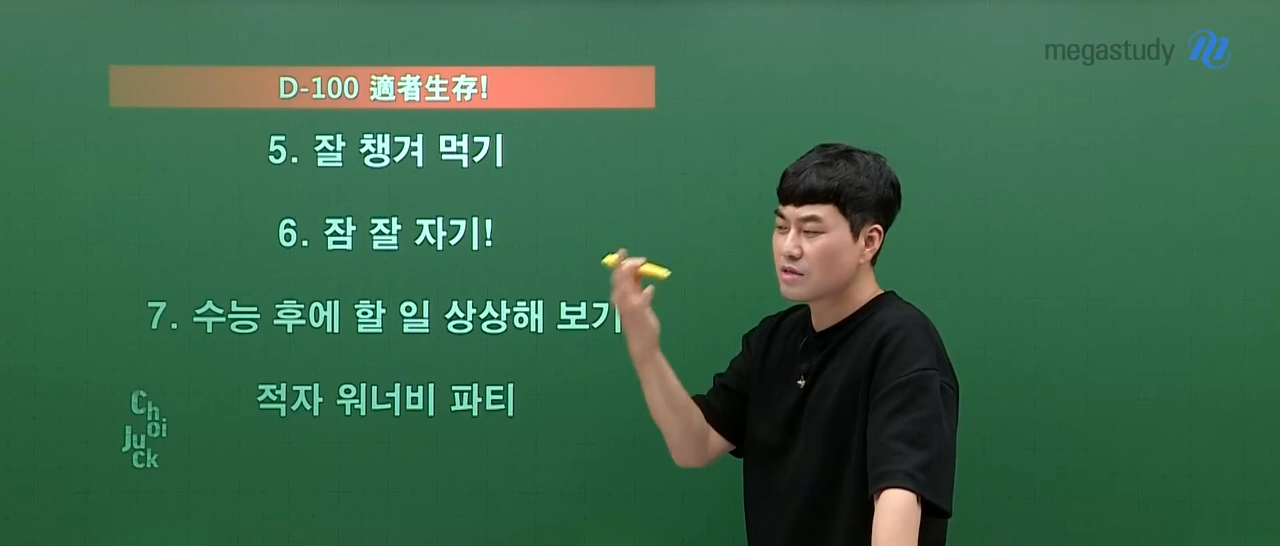 megastudy
D-100 適者生存!
5. 잘 챙겨 먹기
6. 잠 잘 자기!
7. 수능 후에 할 일 상상해 보기
적자 워너비 파티
Choi
Juck